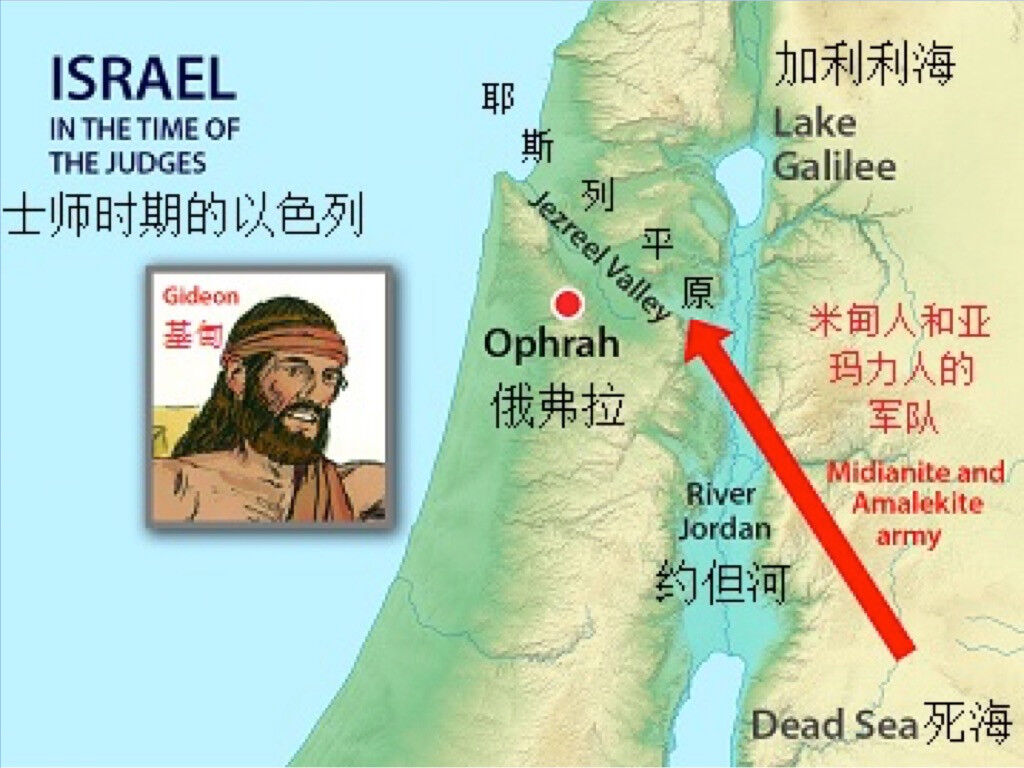 ISRAEL
IN THE TIME OF
THE JUDGES
士师时期的以色列
Gideon
基甸
耶斯列平原
Jezreel Valley
加利利海
Lake
Galilee
Ophrah
俄弗拉
米甸人和亚
玛力人的
军队
Midianite and
Amalekite
army
River
Jordan
约但河
Dead Sea死海